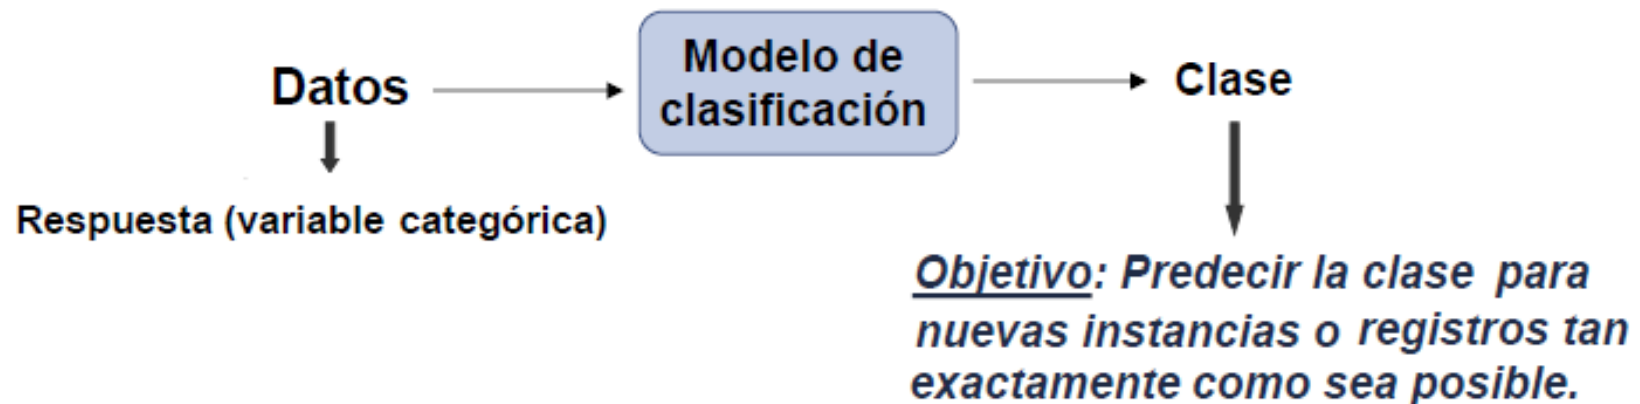 Datos
Modelo de
clasificación
Clase
Respuesta (variable categórica)
Objetivo: Predecir la clase para
nuevas instancias o registros tan
exactamente como sea posible.